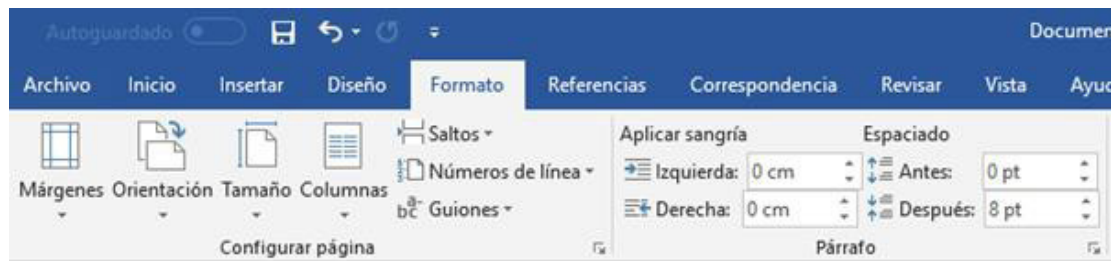 Autoguardado
Documen
Archivo Inicio Insertar Diseño Formato Referencias Correspondencia Revisar Vista Ayud
Márgenes Orientación Tamaño Columnas
Saltos
Números de línea
Guiones
Configurar página
Aplicar sangría Espaciado
Izquierda: 0 cm Antes: 0 pt
Derecha: 0 cm Después: 8 pt
Párrafo